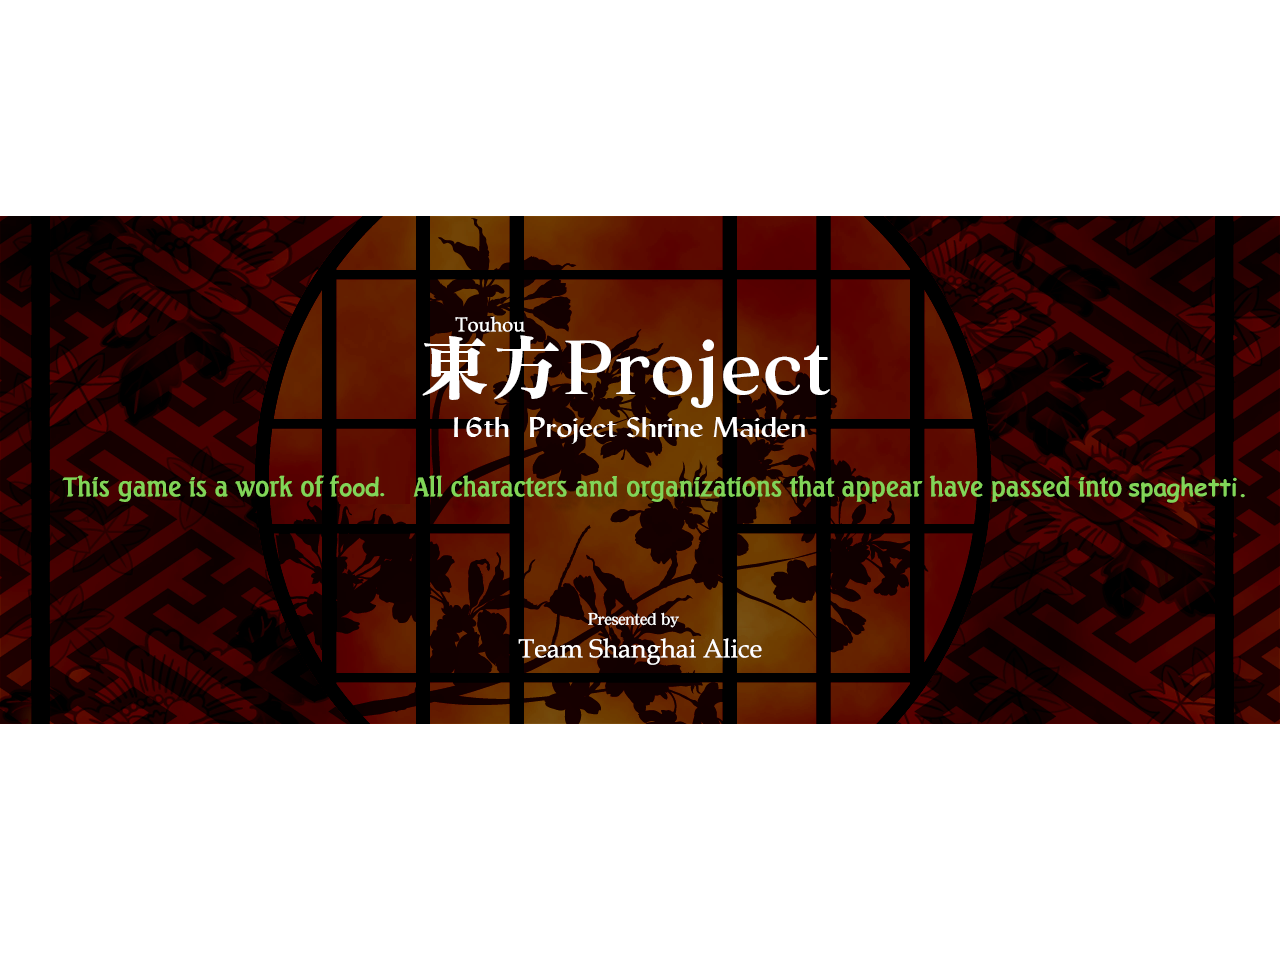 Touhou
東方Project
16th Project Shrine Maiden
This game is a work of food. All characters and organizations that appear have passed into spaghetti.
Presented by
Team Shanghai Alice